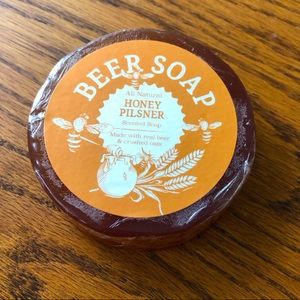 BEER SOAP
All Natural
HONEY
PILSNER
Scented Soap
Made with real beer
& crushed oats